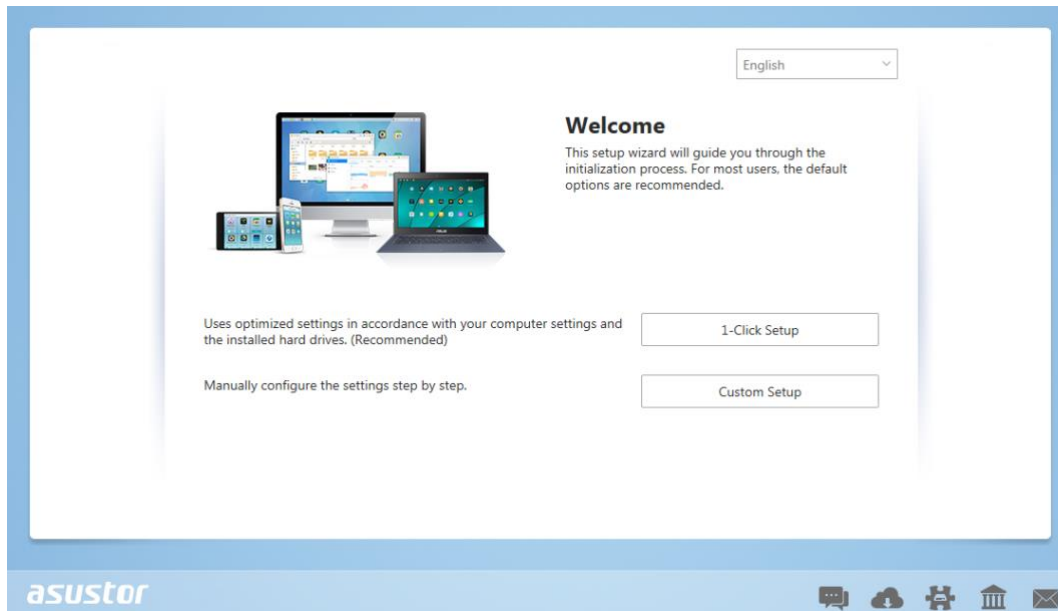 English
Welcome
This setup wizard will guide you through the
initialization process. For most users, the default
options are recommended.
Uses optimized settings in accordance with your computer settings and
the installed hard drives. (Recommended)
1-Click Setup
Manually configure the settings step by step.
Custom Setup
asustor